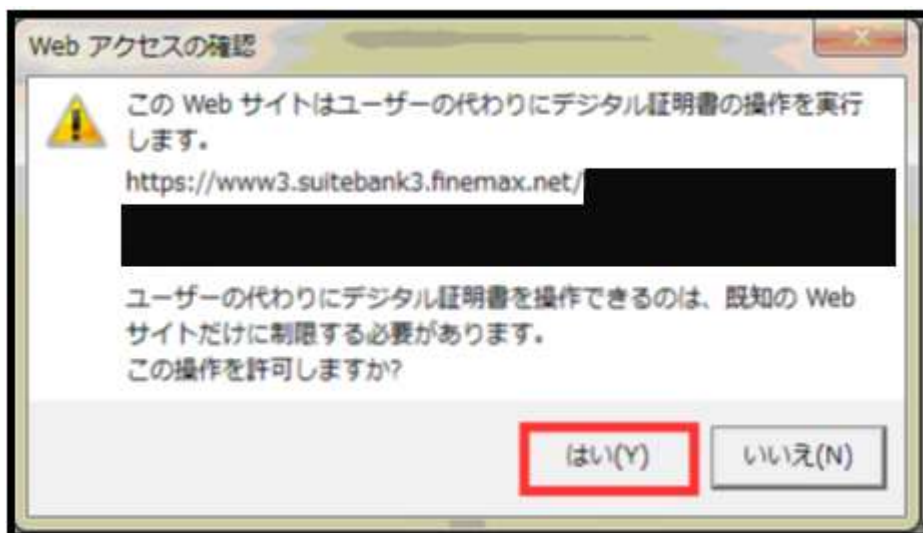 Web アクセスの確認
この Web サイトはユーザーの代わりにデジタル証明書の操作を実行
します。
https://www3.suitebank3.finemax.net/
ユーザーの代わりにデジタル証明書を操作できるのは、既知の Web
サイトだけに制限する必要があります。
この操作を許可しますか?
はい(Y)
いいえ(N)